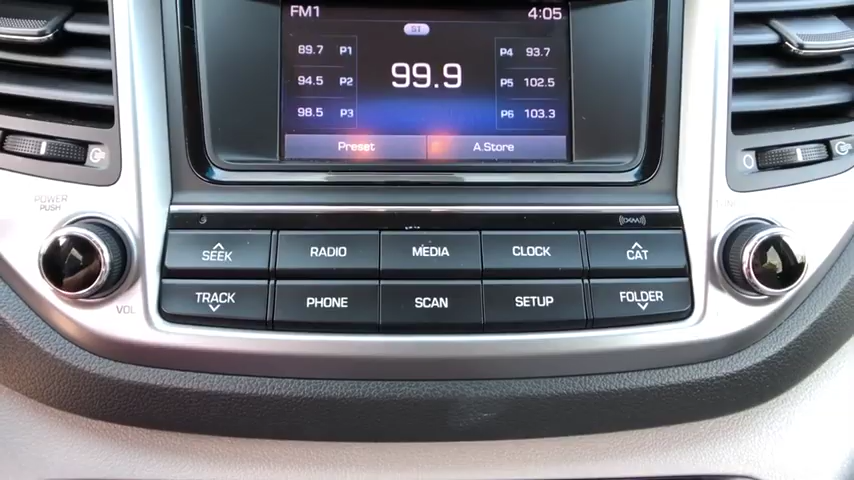 FM1 4:05
ST
89.7 P1
94.5 P2
98.5 P3
99.9
P4 93.7
P5 102.5
P6 103.3
Preset A.Store
POWER
PUSH
VOL
SEEK RADIO MEDIA CLOCK CAT
TRACK PHONE SCAN SETUP FOLDER